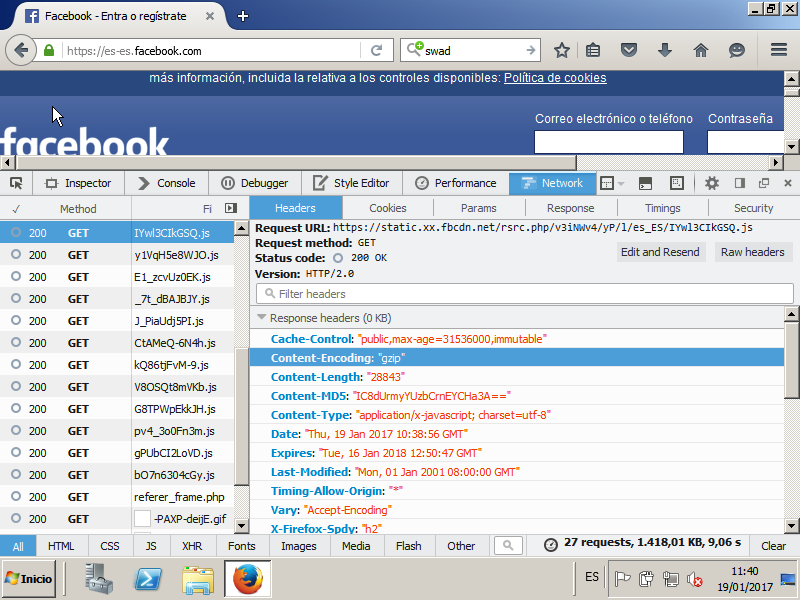 Facebook - Entra o regístrate
https://es-es.facebook.com
swad
más información, incluida la relativa a los controles disponibles: Política de cookies
Correo electrónico o teléfono Contraseña
facebook
Inspector Console Debugger Style Editor Performance Network
✓ Method Fi Headers Cookies Params Response Timings Security
200 GET IYwl3CIkGSQ.js
200 GET y1VqH5e8WJO.js
200 GET E1_zcvUz0EK.js
200 GET _7t_dBAJBJY.js
200 GET J_PiaUdj5PI.js
200 GET CtAMeQ-6N4h.js
200 GET kQ86tjFvM-9.js
200 GET V8OSQt8mVKb.js
200 GET G8TPWpEkkJH.js
200 GET pv4_3o0Fn3m.js
200 GET gPUbCI2LoVD.js
200 GET bO7n6304cGy.js
200 GET referer_frame.php
200 GET -PAXP-deijE.gif
Request URL: https://static.xx.fbcdn.net/rsrc.php/v3iNWv4/yP/l/es_ES/IYwl3CIkGSQ.js
Request method: GET
Status code: 200 OK
Edit and Resend Raw headers
Version: HTTP/2.0
Filter headers
Response headers (0 KB)
Cache-Control: "public,max-age=31536000,immutable"
Content-Encoding: "gzip"
Content-Length: "28843"
Content-MD5: "IC8dUrmyYUzbCrnEYCHa3A=="
Content-Type: "application/x-javascript; charset=utf-8"
Date: "Thu, 19 Jan 2017 10:38:56 GMT"
Expires: "Tue, 16 Jan 2018 12:50:47 GMT"
Last-Modified: "Mon, 01 Jan 2001 08:00:00 GMT"
Timing-Allow-Origin: "*"
Vary: "Accept-Encoding"
X-Firefox-Spdy: "h2"
All HTML CSS JS XHR Fonts Images Media Flash Other 27 requests, 1.418,01 KB, 9,06 s Clear
Inicio ES 11:40
19/01/2017